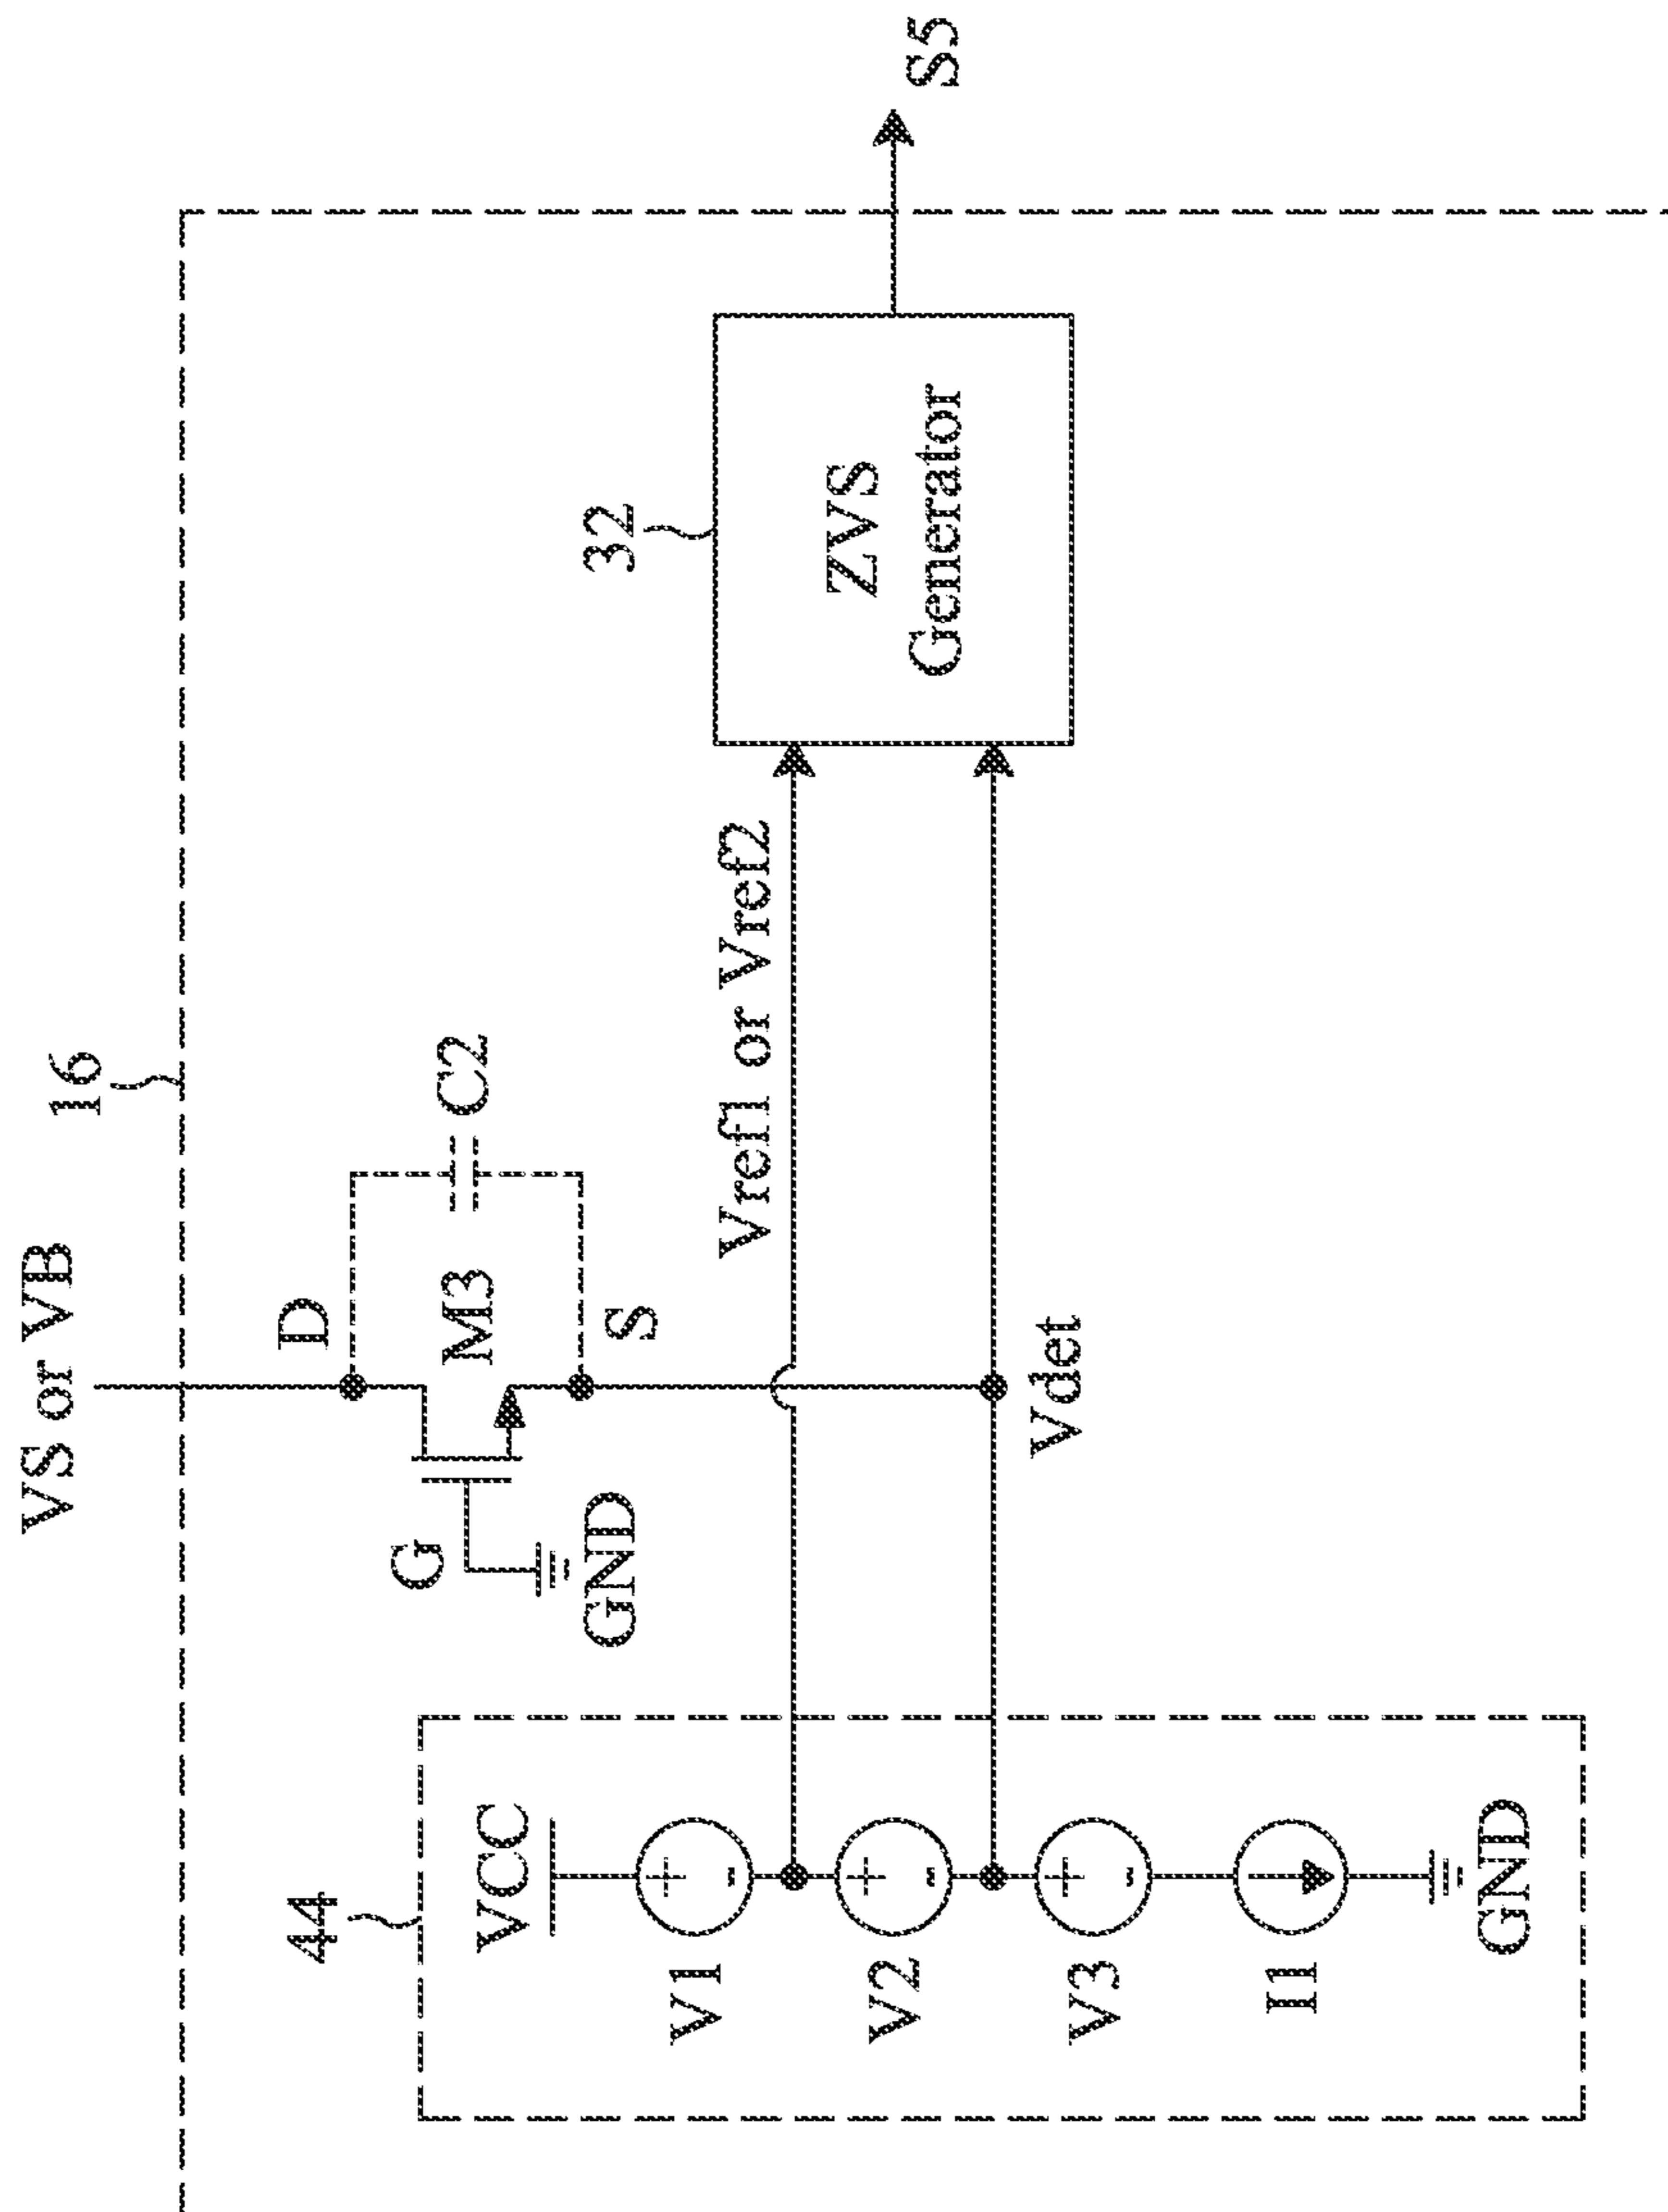 VS or VB
16
D
G
M3
C2
S
GND
44
VCC
V1
V2
V3
I1
GND
+
-
+
-
+
-
Vref1 or Vref2
Vdet
32
ZVS
Generator
S5